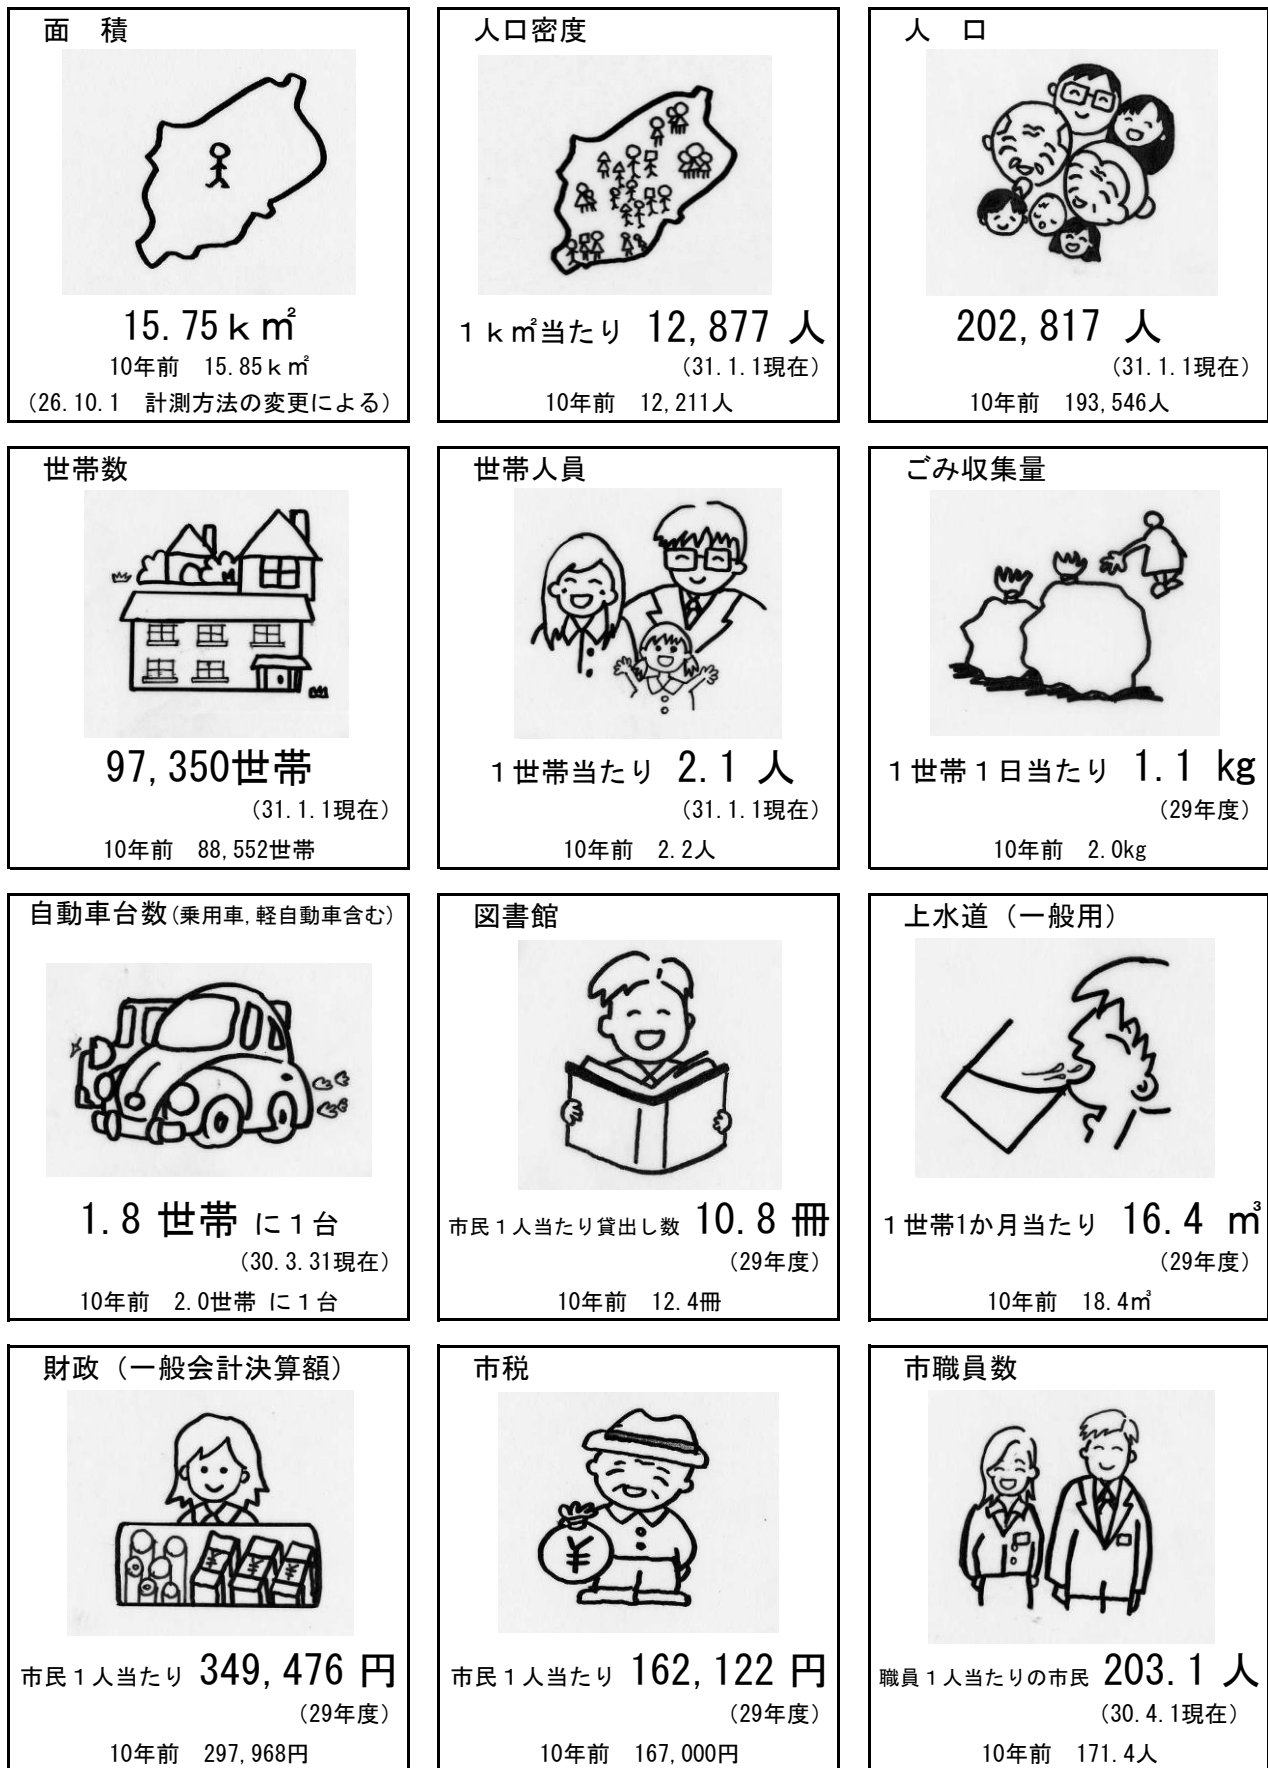 面　積
15.75ｋ㎡
10年前　15.85ｋ㎡
（26.10.1　計測方法の変更による）
人口密度
１ｋ㎡当たり　12,877 人
（31.1.1現在）
10年前　12,211人
人　口
202,817 人
（31.1.1現在）
10年前　193,546人
世帯数
97,350世帯
（31.1.1現在）
10年前　88,552世帯
世帯人員
１世帯当たり　2.1 人
（31.1.1現在）
10年前　2.2人
ごみ収集量
１世帯１日当たり　1.1 kg
（29年度）
10年前　2.0kg
自動車台数（乗用車,軽自動車含む）
1.8 世帯 に１台
（30.3.31現在）
10年前　2.0世帯 に１台
図書館
市民１人当たり貸出し数　10.8 冊
（29年度）
10年前　12.4冊
上水道（一般用）
１世帯1か月当たり　16.4 ㎥
（29年度）
10年前　18.4㎥
財政（一般会計決算額）
¥ ¥ ¥
市民１人当たり　349,476 円
（29年度）
10年前　297,968円
市税
¥
市民１人当たり　162,122 円
（29年度）
10年前　167,000円
市職員数
職員１人当たりの市民　203.1 人
（30.4.1現在）
10年前　171.4人